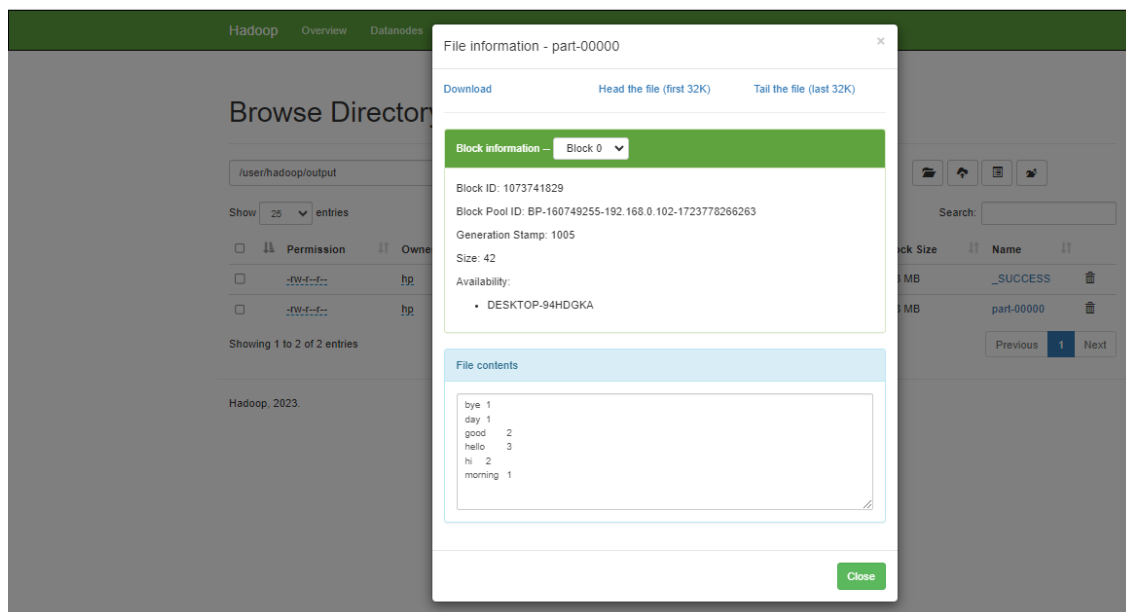 Hadoop Overview Datanodes
File information - part-00000 ×
Download Head the file (first 32K) Tail the file (last 32K)
Browse Directory
Block information -- Block 0
/user/hadoop/output
Block ID: 1073741829
Block Pool ID: BP-160749255-192.168.0.102-1723778266263
Show 25 entries Search:
Generation Stamp: 1005
Permission Owne ock Size Name
Size: 42
-rw-r--r-- hp MB _SUCCESS
Availability:
DESKTOP-94HDGKA
-rw-r--r-- hp MB part-00000
Showing 1 to 2 of 2 entries Previous 1 Next
File contents
Hadoop, 2023.
bye 1
day 1
good 2
hello 3
hi 2
morning 1
Close